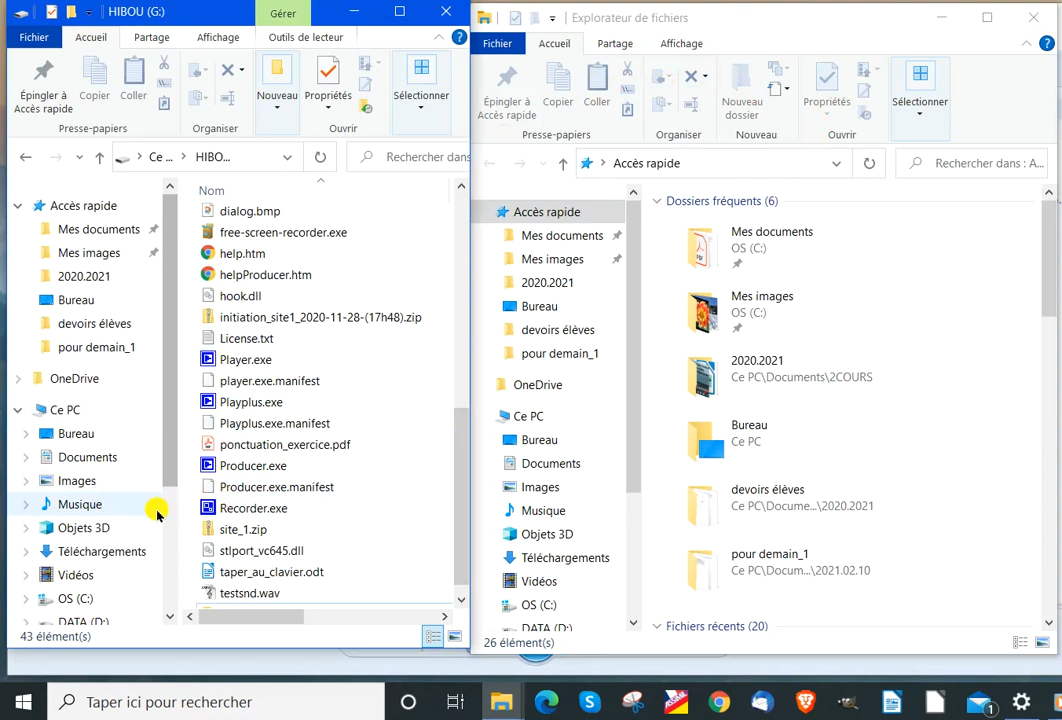 HIBOU (G:)
Gérer
Fichier
Accueil
Partage
Affichage
Outils de lecteur
Épingler à
Accès rapide
Copier
Coller
Nouveau
Propriétés
Sélectionner
Presse-papiers
Organiser
Ouvrir
Ce ...
HIBO...
Rechercher dans
Nom
Accès rapide
Mes documents
Mes images
2020.2021
Bureau
devoirs élèves
pour demain_1
OneDrive
Ce PC
Bureau
Documents
Images
Musique
Objets 3D
Téléchargements
Vidéos
OS (C:)
DATA (D:)
dialog.bmp
free-screen-recorder.exe
help.htm
helpProducer.htm
hook.dll
initiation_site1_2020-11-28-(17h48).zip
License.txt
Player.exe
player.exe.manifest
Playplus.exe
Playplus.exe.manifest
ponctuation_exercice.pdf
Producer.exe
Producer.exe.manifest
Recorder.exe
site_1.zip
stlport_vc645.dll
taper_au_clavier.odt
testsnd.wav
43 élément(s)
Explorateur de fichiers
Fichier
Accueil
Partage
Affichage
Épingler à
Accès rapide
Copier
Coller
Nouveau
dossier
Propriétés
Sélectionner
Presse-papiers
Organiser
Nouveau
Ouvrir
Accès rapide
Rechercher dans : A...
Accès rapide
Mes documents
Mes images
2020.2021
Bureau
devoirs élèves
pour demain_1
OneDrive
Ce PC
Bureau
Documents
Images
Musique
Objets 3D
Téléchargements
Vidéos
OS (C:)
DATA (D:)
Dossiers fréquents (6)
Mes documents
OS (C:)
Mes images
OS (C:)
2020.2021
Ce PC\Documents\2COURS
Bureau
Ce PC
devoirs élèves
Ce PC\Docume...\2020.2021
pour demain_1
Ce PC\Docum...\2021.02.10
Fichiers récents (20)
26 élément(s)
Taper ici pour rechercher
1